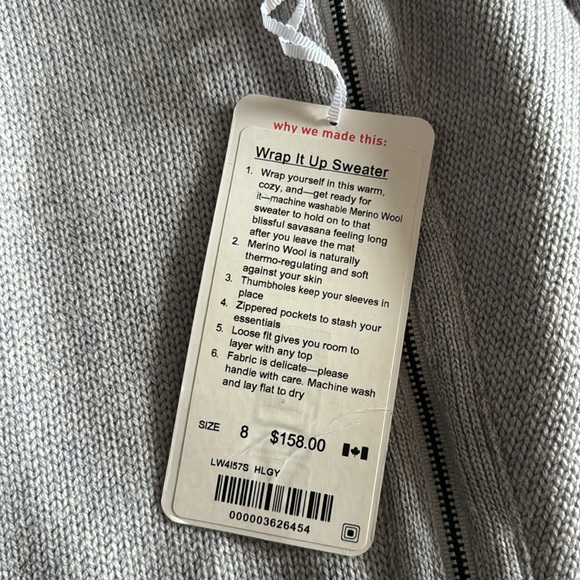 why we made this:
Wrap It Up Sweater
1. Wrap yourself in this warm,
cozy, and—get ready for
it—machine washable Merino Wool
sweater to hold on to that
blissful savasana feeling long
after you leave the mat
2. Merino Wool is naturally
thermo-regulating and soft
against your skin
3. Thumbholes keep your sleeves in
place
4. Zippered pockets to stash your
essentials
5. Loose fit gives you room to
layer with any top
6. Fabric is delicate—please
handle with care. Machine wash
and lay flat to dry
SIZE 8 $158.00
LW4I57S HLGY
000003626454